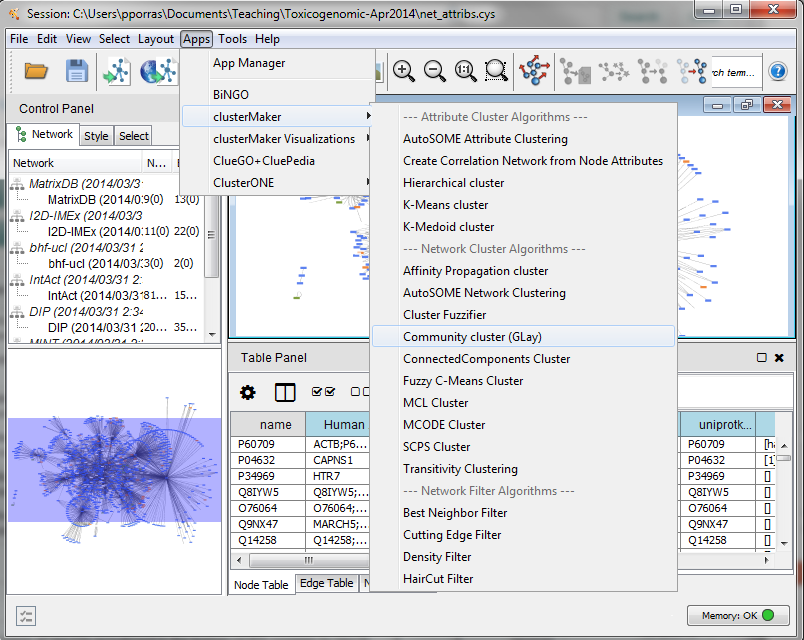 Session: C:\Users\pporras\Documents\Teaching\Toxicogenomic-Apr2014\net_attribs.cys
File Edit View Select Layout Apps Tools Help
App Manager
BiNGO
clusterMaker
clusterMaker Visualizations
ClueGO+CluePedia
ClusterONE
--- Attribute Cluster Algorithms ---
AutoSOME Attribute Clustering
Create Correlation Network from Node Attributes
Hierarchical cluster
K-Means cluster
K-Medoid cluster
--- Network Cluster Algorithms ---
Affinity Propagation cluster
AutoSOME Network Clustering
Cluster Fuzzifier
Community cluster (GLay)
ConnectedComponents Cluster
Fuzzy C-Means Cluster
MCL Cluster
MCODE Cluster
SCPS Cluster
Transitivity Clustering
--- Network Filter Algorithms ---
Best Neighbor Filter
Cutting Edge Filter
Density Filter
HairCut Filter
1:1
rch term...
?
Control Panel
Network Style Select
Network N...
MatrixDB (2014/03/3
MatrixDB (2014/03 9(0) 13(0)
I2D-IMEx (2014/03/3
I2D-IMEx (2014/03 11(0) 22(0)
bhf-ucl (2014/03/31 2
bhf-ucl (2014/03/ 3(0) 2(0)
IntAct (2014/03/31 2:
IntAct (2014/03/3 81... 15...
DIP (2014/03/31 2:34
DIP (2014/03/31 20... 35...
Table Panel
name Human uniprotk...
P60709 ACTB;P6... P60709 [ha
P04632 CAPNS1 P04632 [1]
P34969 HTR7 P34969 []
Q8IYW5 Q8IYW5;... Q8IYW5 []
O76064 O76064;... O76064 []
Q9NX47 MARCH5;... Q9NX47 []
Q14258 Q14258;... Q14258 []
Node Table Edge Table N
Memory: OK